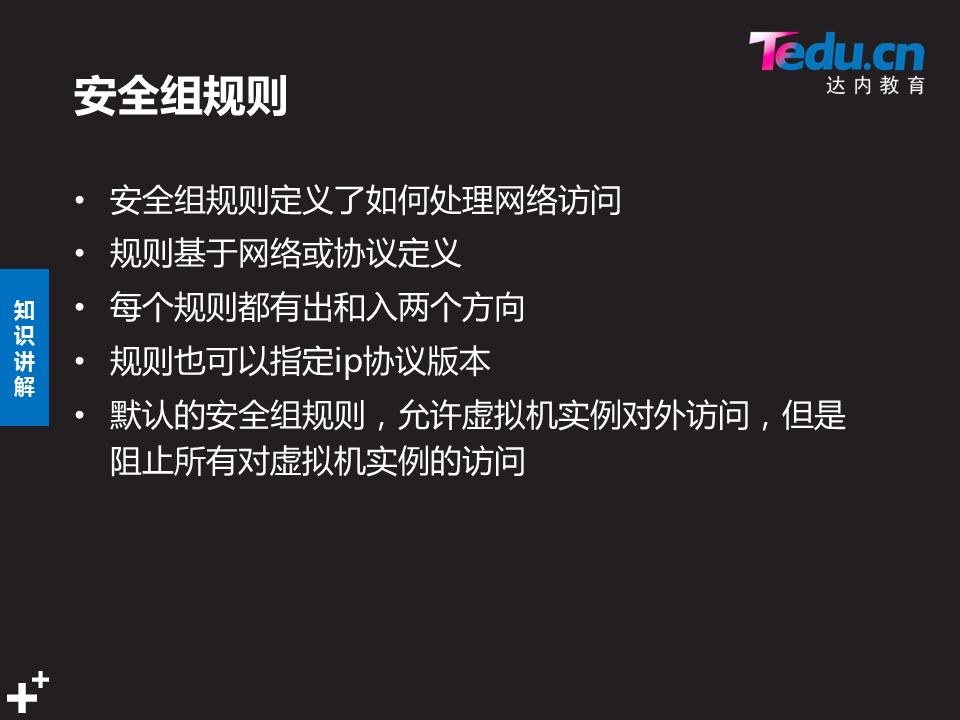 Tedu.cn
达内教育
安全组规则
• 安全组规则定义了如何处理网络访问
• 规则基于网络或协议定义
• 每个规则都有出和入两个方向
• 规则也可以指定ip协议版本
• 默认的安全组规则，允许虚拟机实例对外访问，但是
阻止所有对虚拟机实例的访问
知
识
讲
解